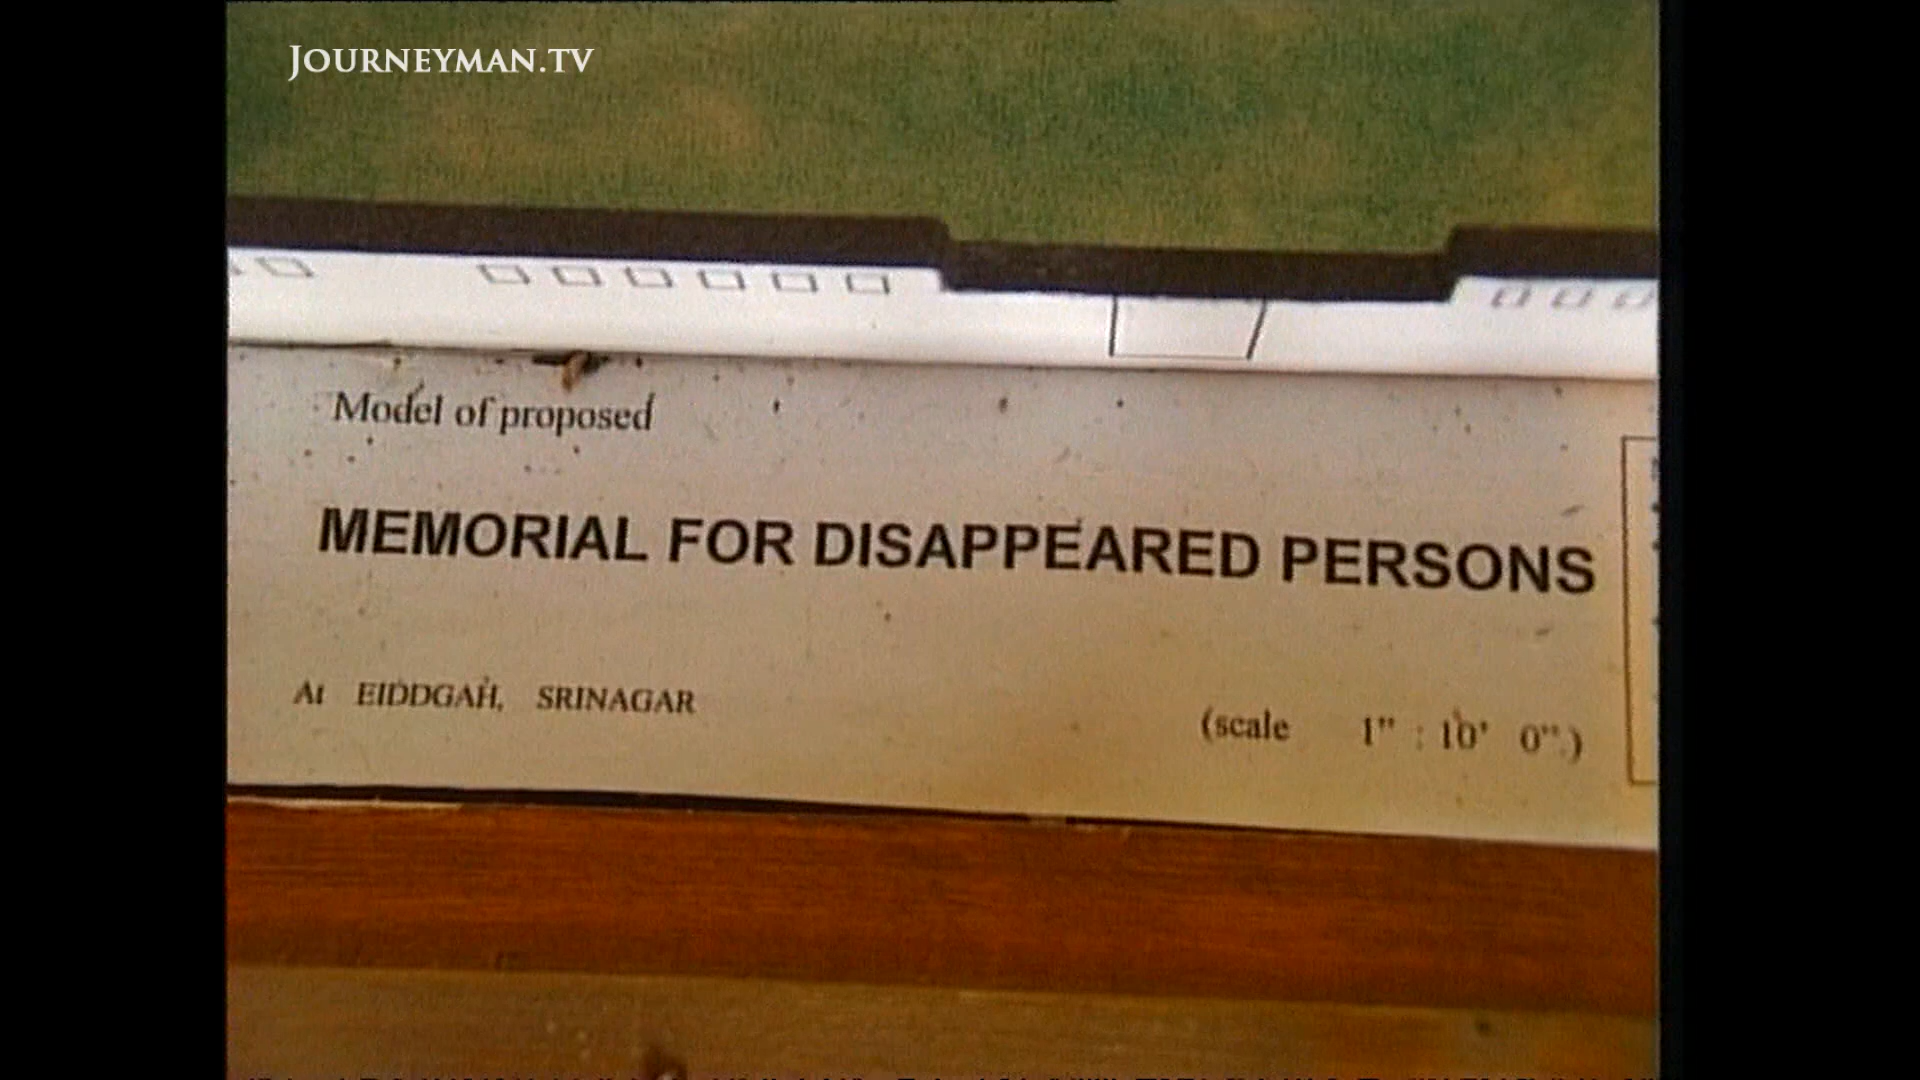 JOURNEYMAN.TV
Model of proposed
MEMORIAL FOR DISAPPEARED PERSONS
At EIDDGAH, SRINAGAR
(scale 1" : 10' 0".)